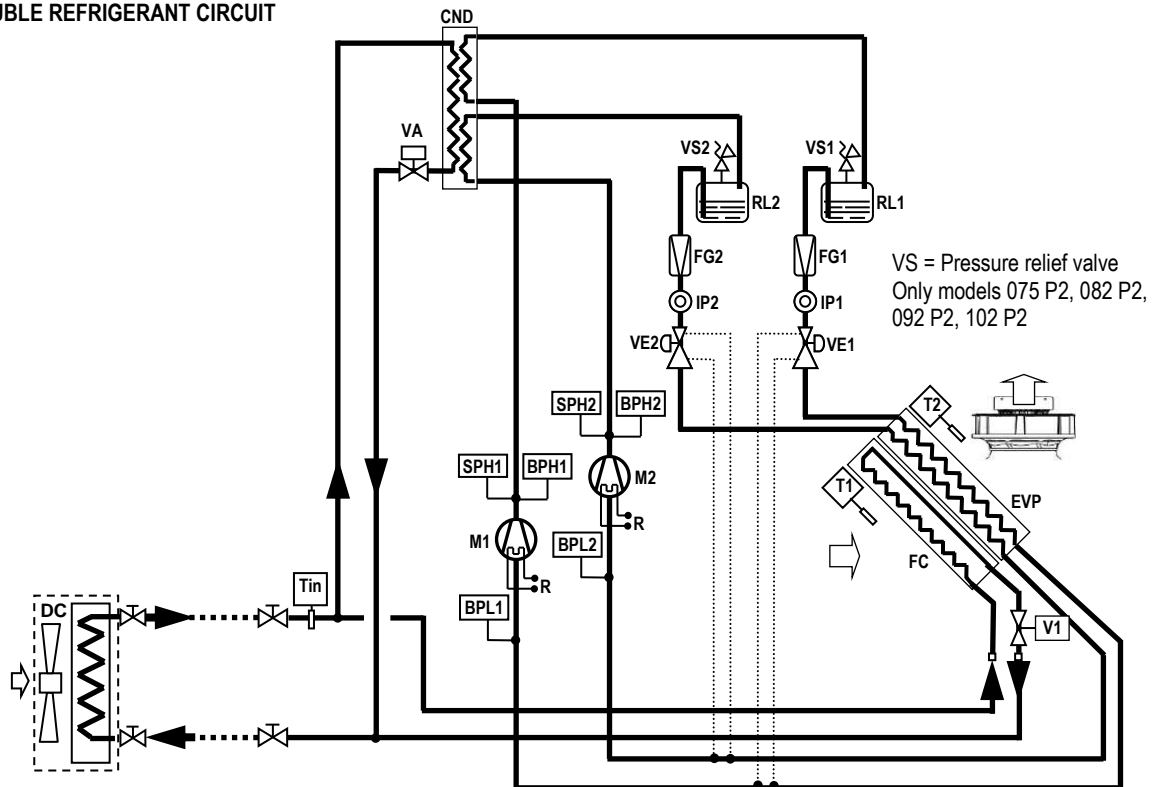 UBLE REFRIGERANT CIRCUIT
CND
VA
VS2
VS1
RL2
RL1
FG2
FG1
VS = Pressure relief valve
Only models 075 P2, 082 P2,
092 P2, 102 P2
IP2
IP1
VE2
VE1
SPH2
BPH2
T2
SPH1
BPH1
M2
T1
EVP
R
M1
BPL2
FC
Tin
R
DC
BPL1
V1